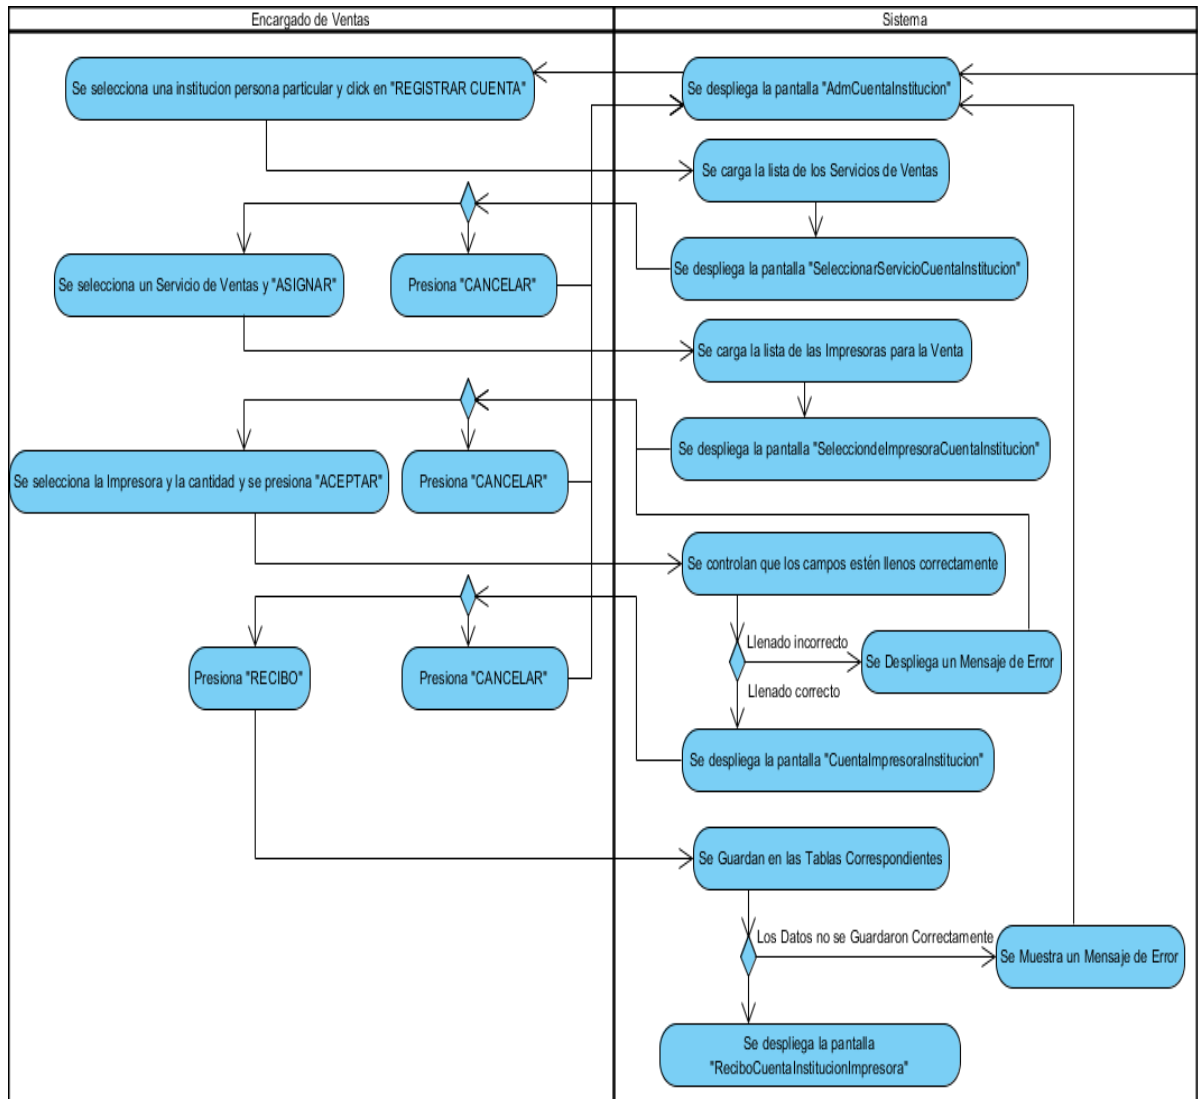 Encargado de Ventas
Sistema
Se selecciona una institucion persona particular y click en "REGISTRAR CUENTA"
Se despliega la pantalla "AdmCuentaInstitucion"
Se carga la lista de los Servicios de Ventas
Se selecciona un Servicio de Ventas y "ASIGNAR"
Presiona "CANCELAR"
Se despliega la pantalla "SeleccionarServicioCuentaInstitucion"
Se carga la lista de las Impresoras para la Venta
Se selecciona la Impresora y la cantidad y se presiona "ACEPTAR"
Presiona "CANCELAR"
Se despliega la pantalla "SelecciondeImpresoraCuentaInstitucion"
Se controlan que los campos estén llenos correctamente
Llenado incorrecto
Se Despliega un Mensaje de Error
Presiona "RECIBO"
Presiona "CANCELAR"
Llenado correcto
Se despliega la pantalla "CuentaImpresoraInstitucion"
Se Guardan en las Tablas Correspondientes
Los Datos no se Guardaron Correctamente
Se Muestra un Mensaje de Error
Se despliega la pantalla
"ReciboCuentaInstitucionImpresora"